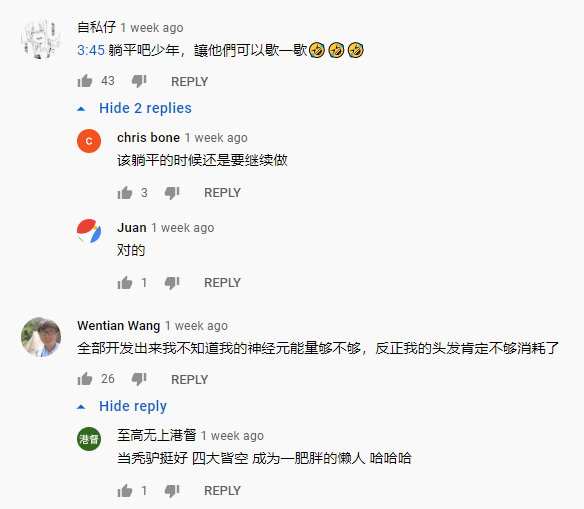 自私仔 1 week ago
3:45 躺平吧少年，讓他們可以歇一歇🤣🤣🤣
43 REPLY
Hide 2 replies
C
chris bone 1 week ago
该躺平的时候还是要继续做
3 REPLY
Juan 1 week ago
对的
1 REPLY
Wentian Wang 1 week ago
全部开发出来我不知道我的神经元能量够不够，反正我的头发肯定不够消耗了
26 REPLY
Hide reply
港督
至高无上港督 1 week ago
当秃驴挺好 四大皆空 成为一肥胖的懒人 哈哈哈
1 REPLY